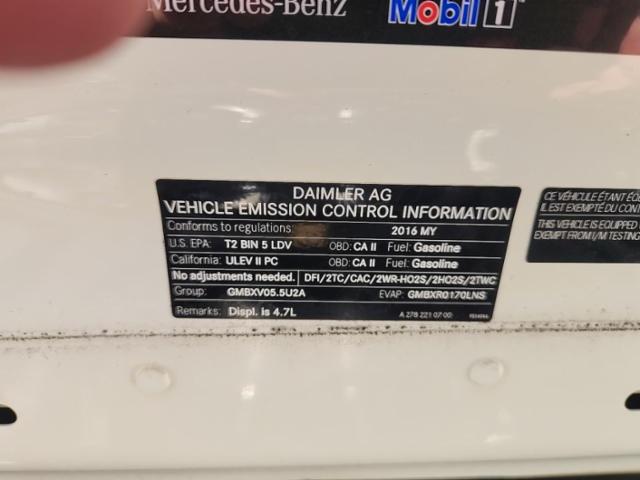 Mercedes-Benz
Mobil 1
DAIMLER AG
VEHICLE EMISSION CONTROL INFORMATION
Conforms to regulations: 2016 MY
U.S. EPA: T2 BIN 5 LDV OBD: CA II Fuel: Gasoline
California: ULEV II PC OBD: CA II Fuel: Gasoline
No adjustments needed. DFI/2TC/CAC/2WR-HO2S/2HO2S/2TWC
Group: GMBXV05.5U2A EVAP: GMBXR0170LNS
Remarks: Displ. is 4.7L A 278 221 07 00
CE VÉHICULE ÉTANT ÉQU
IL EST EXEMPTÉ DU CONT
THIS VEHICLE IS EQUIPPED
EXEMPT FROM I/M TESTING